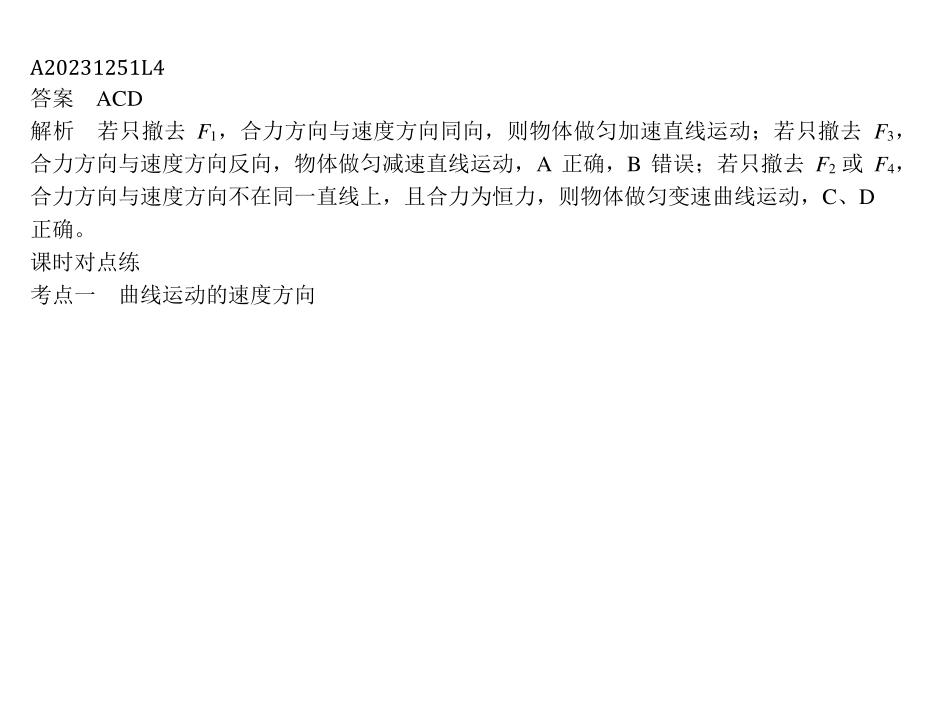 A20231251L4
答案　ACD
解析　若只撤去 F₁，合力方向与速度方向同向，则物体做匀加速直线运动；若只撤去 F₃，
合力方向与速度方向反向，物体做匀减速直线运动，A 正确，B 错误；若只撤去 F₂ 或 F₄，
合力方向与速度方向不在同一直线上，且合力为恒力，则物体做匀变速曲线运动，C、D
正确。
课时对点练
考点一　曲线运动的速度方向